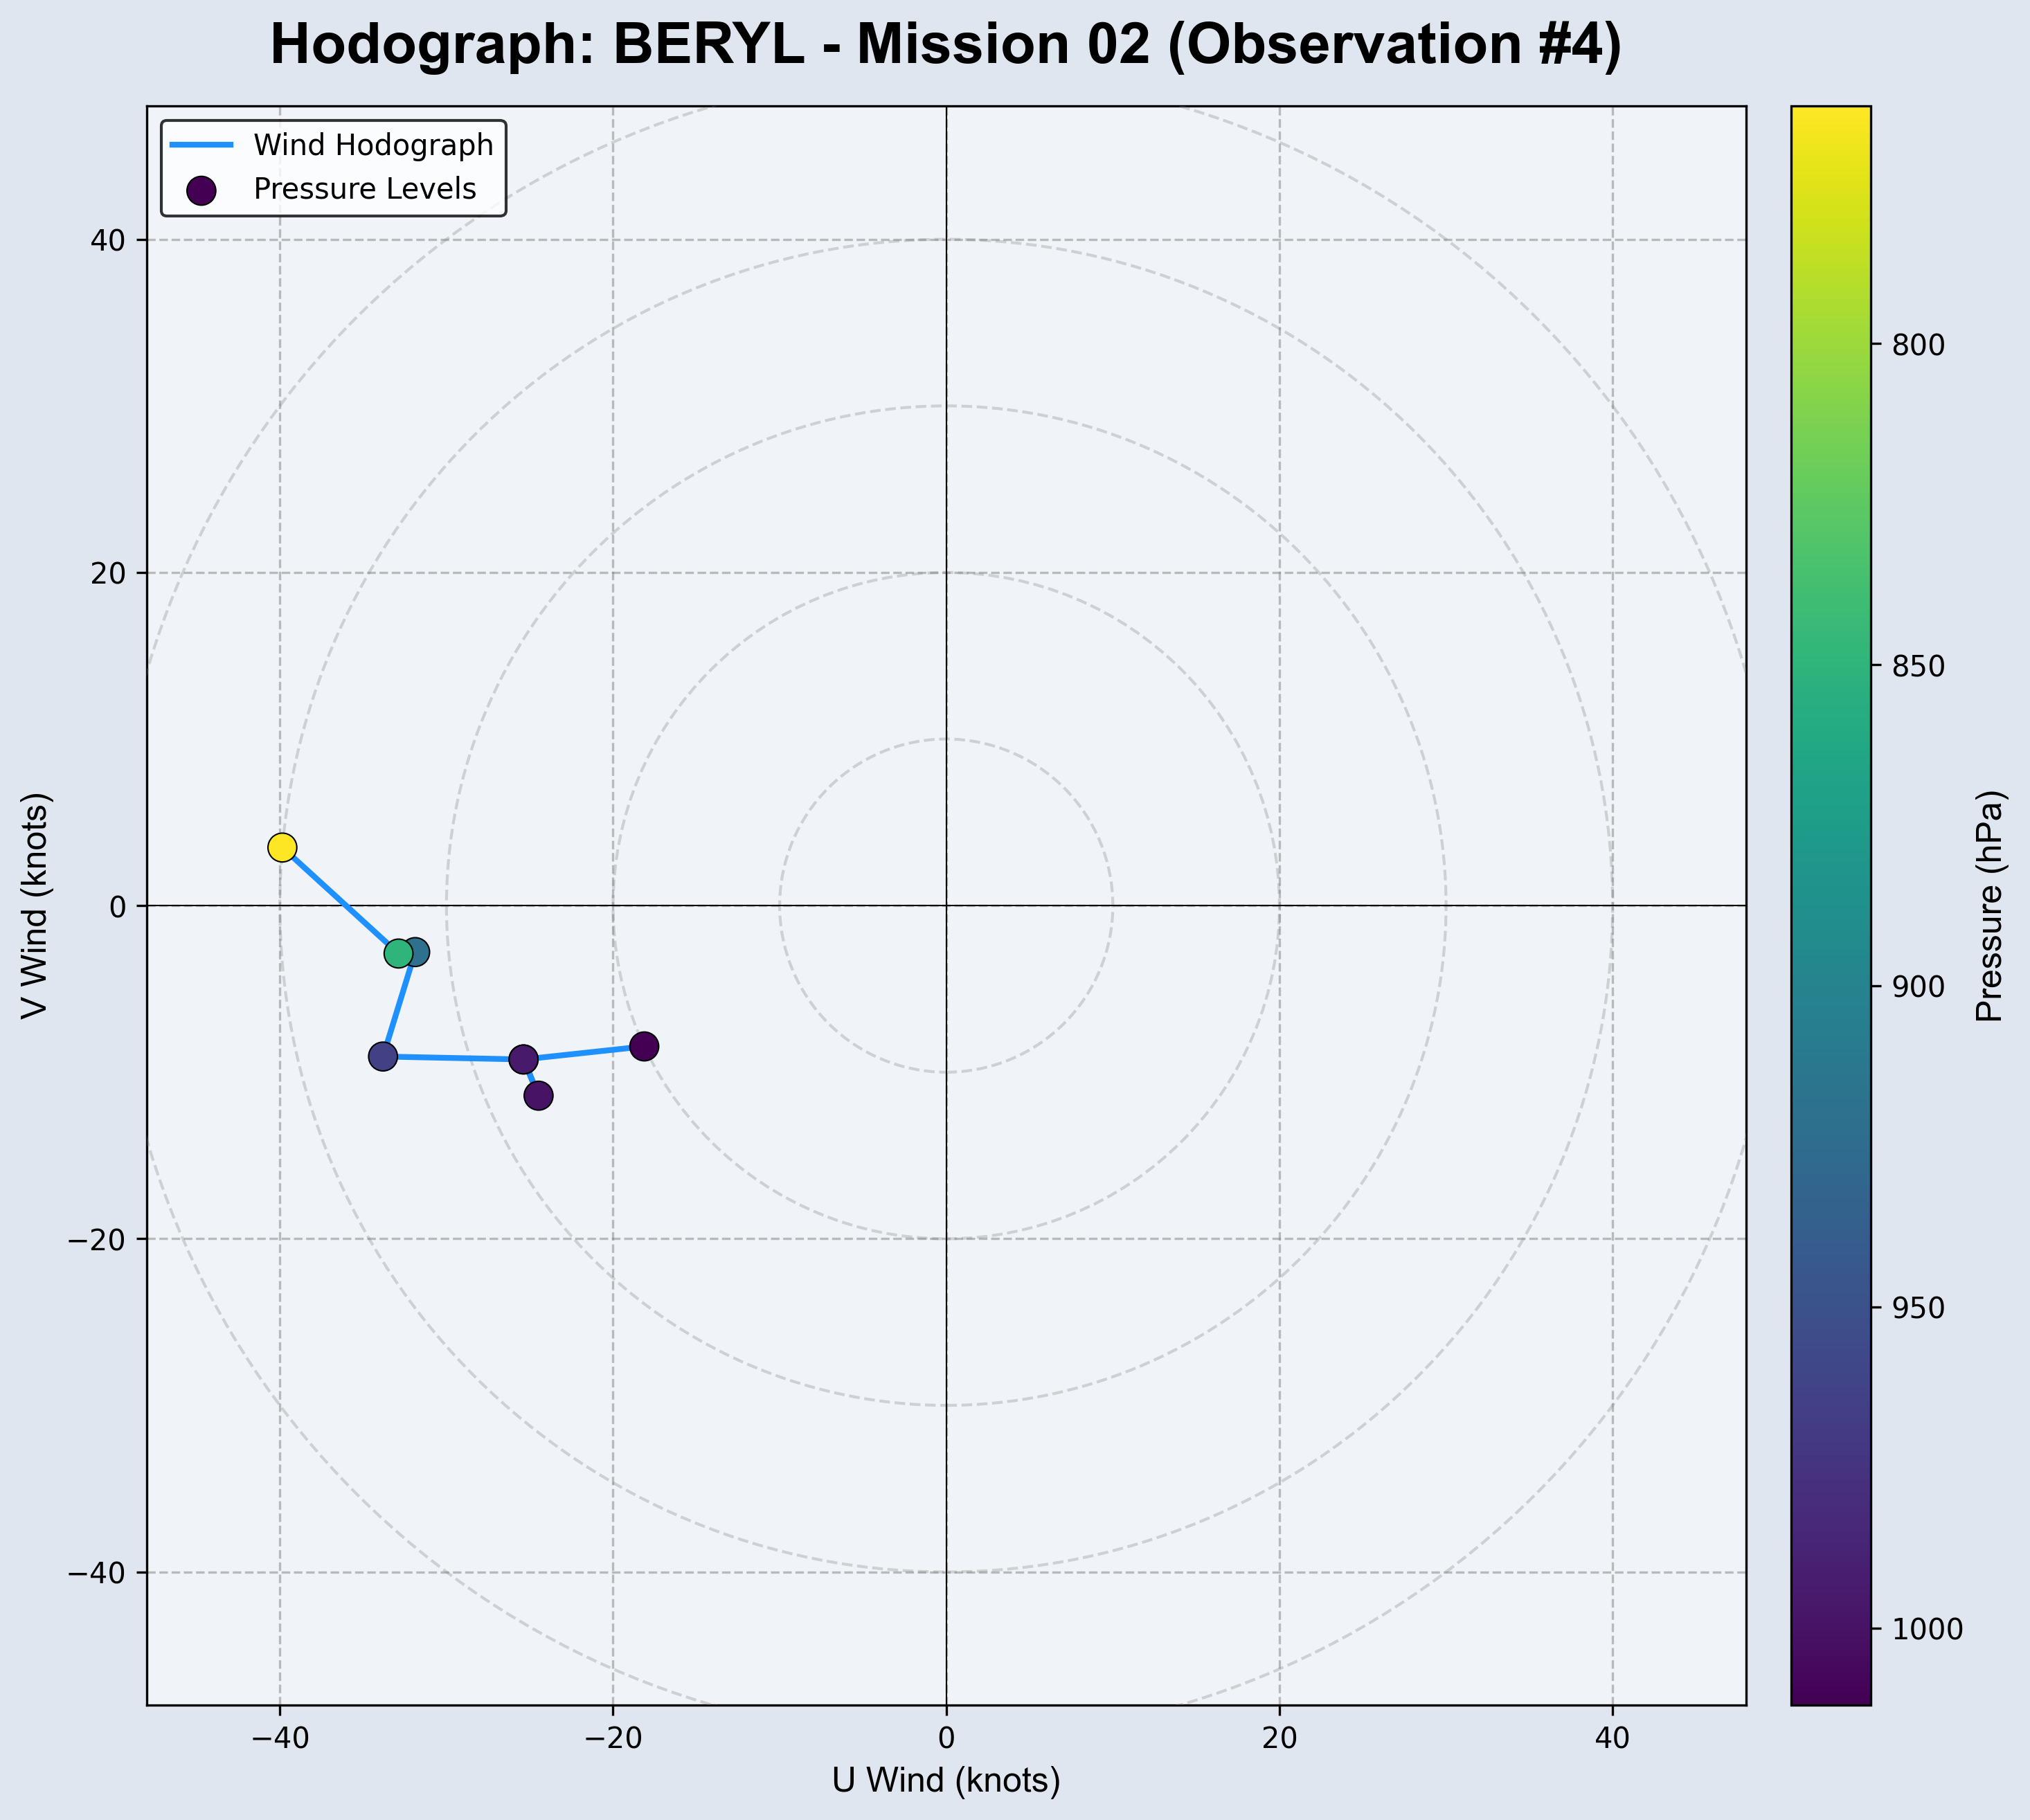 Hodograph: BERYL - Mission 02 (Observation #4)
Wind Hodograph
Pressure Levels
40
20
0
−20
−40
V Wind (knots)
−40
−20
0
20
40
U Wind (knots)
800
850
900
950
1000
Pressure (hPa)